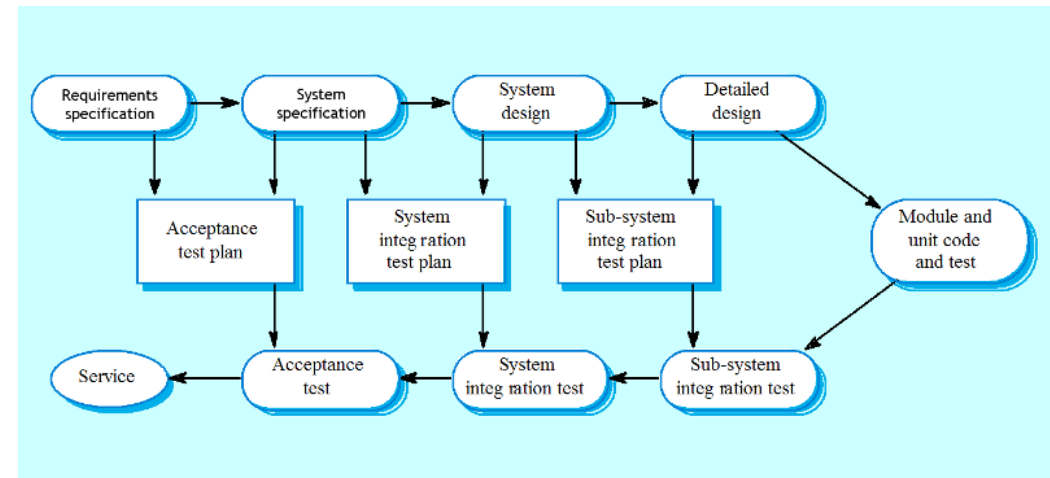 Requirements
specification
System
specification
System
design
Detailed
design
Acceptance
test plan
System
integ ration
test plan
Sub-system
integ ration
test plan
Module and
unit code
and test
Service
Acceptance
test
System
integ ration test
Sub-system
integ ration test